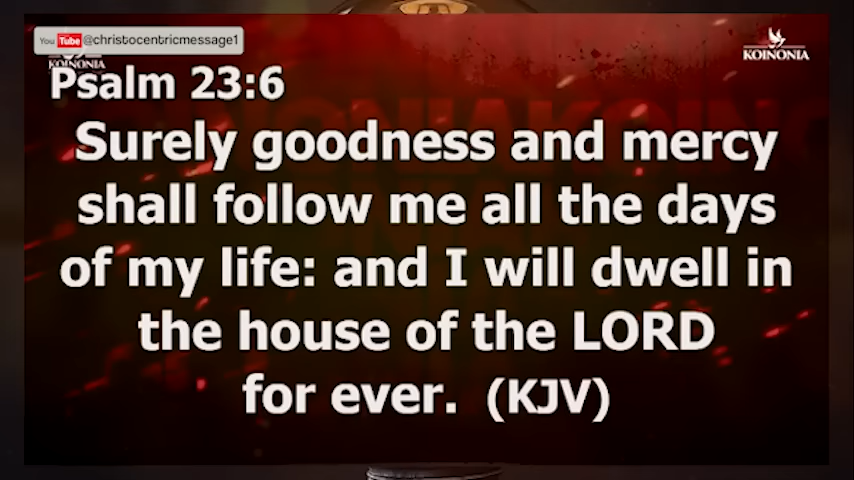 You Tube @christocentricmessage1
KOINONIA
KOINONIA
Psalm 23:6
Surely goodness and mercy
shall follow me all the days
of my life: and I will dwell in
the house of the LORD
for ever. (KJV)